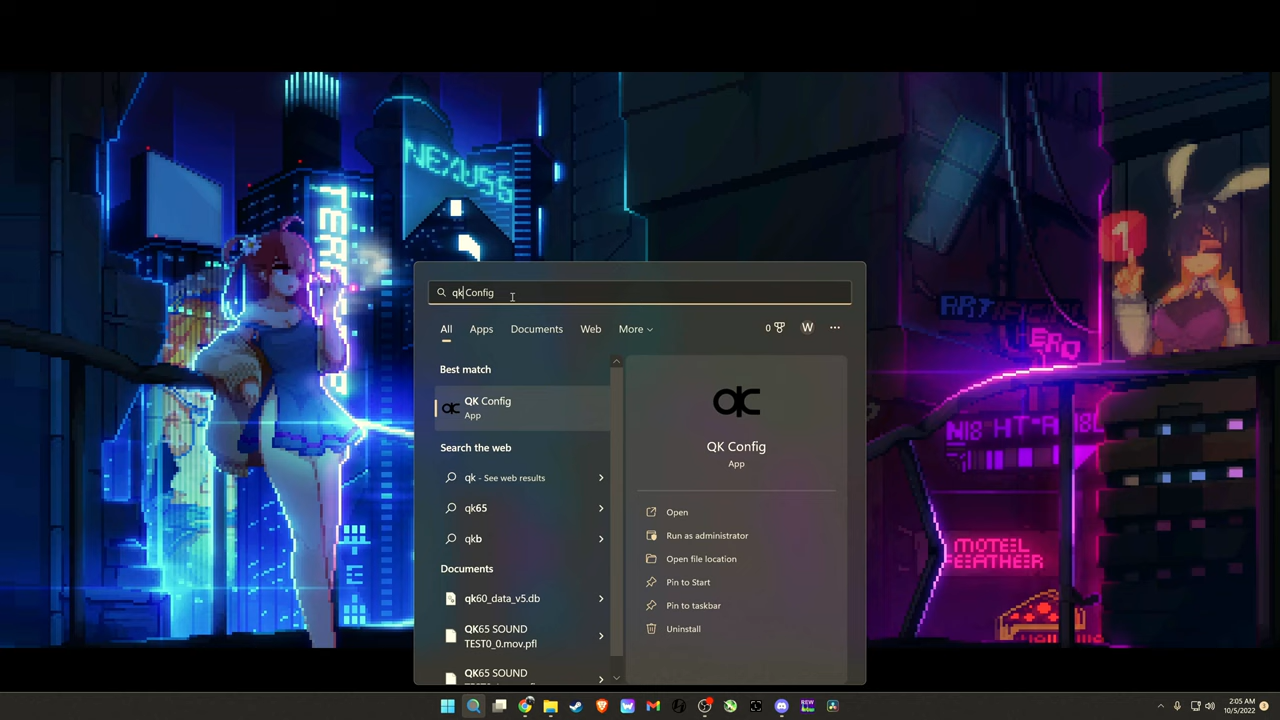 NEXUSS
qk Config
All Apps Documents Web More
0
W
Best match
QK Config
App
Search the web
qk - See web results
qk65
qkb
Documents
qk60_data_v5.db
QK65 SOUND
TEST0_0.mov.pfl
QK65 SOUND
QK Config
App
Open
Run as administrator
Open file location
Pin to Start
Pin to taskbar
Uninstall
ERO
MOTEEL
FEATHEER
2:05 AM
10/5/2022
3